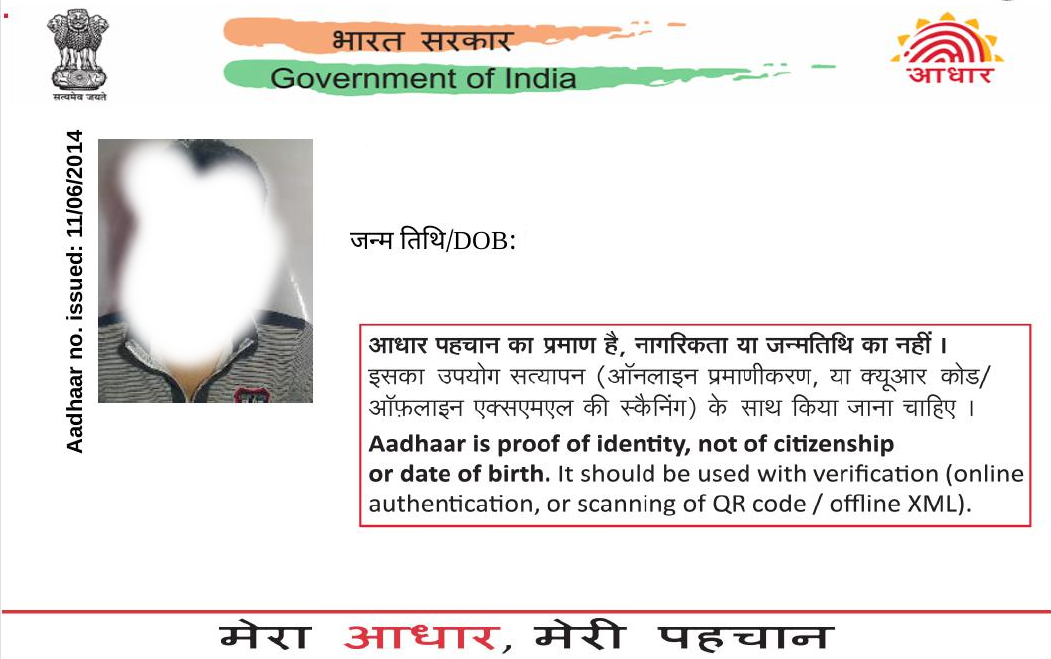 भारत सरकार
Government of India
सत्यमेव जयते
आधार
Aadhaar no. issued: 11/06/2014
जन्म तिथि/DOB:
आधार पहचान का प्रमाण है, नागरिकता या जन्मतिथि का नहीं ।
इसका उपयोग सत्यापन (ऑनलाइन प्रमाणीकरण, या क्यूआर कोड/
ऑफ़लाइन एक्सएमएल की स्कैनिंग) के साथ किया जाना चाहिए ।
Aadhaar is proof of identity, not of citizenship
or date of birth. It should be used with verification (online
authentication, or scanning of QR code / offline XML).
मेरा आधार, मेरी पहचान